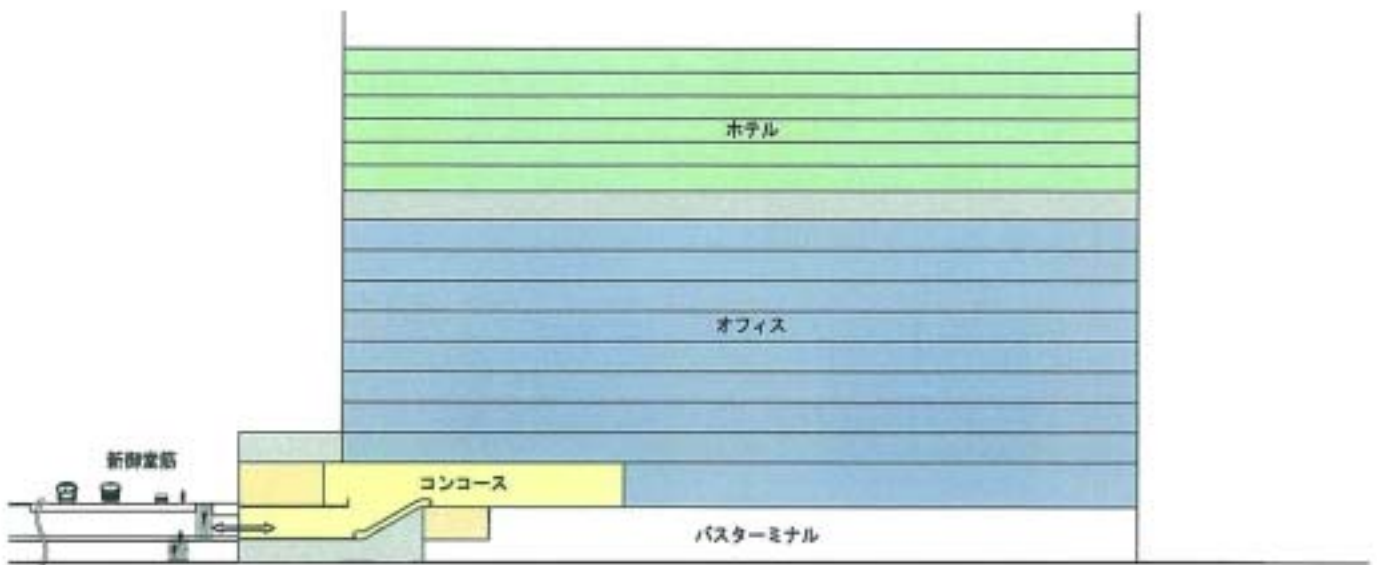 ホテル
オフィス
新御堂筋
コンコース
バスターミナル